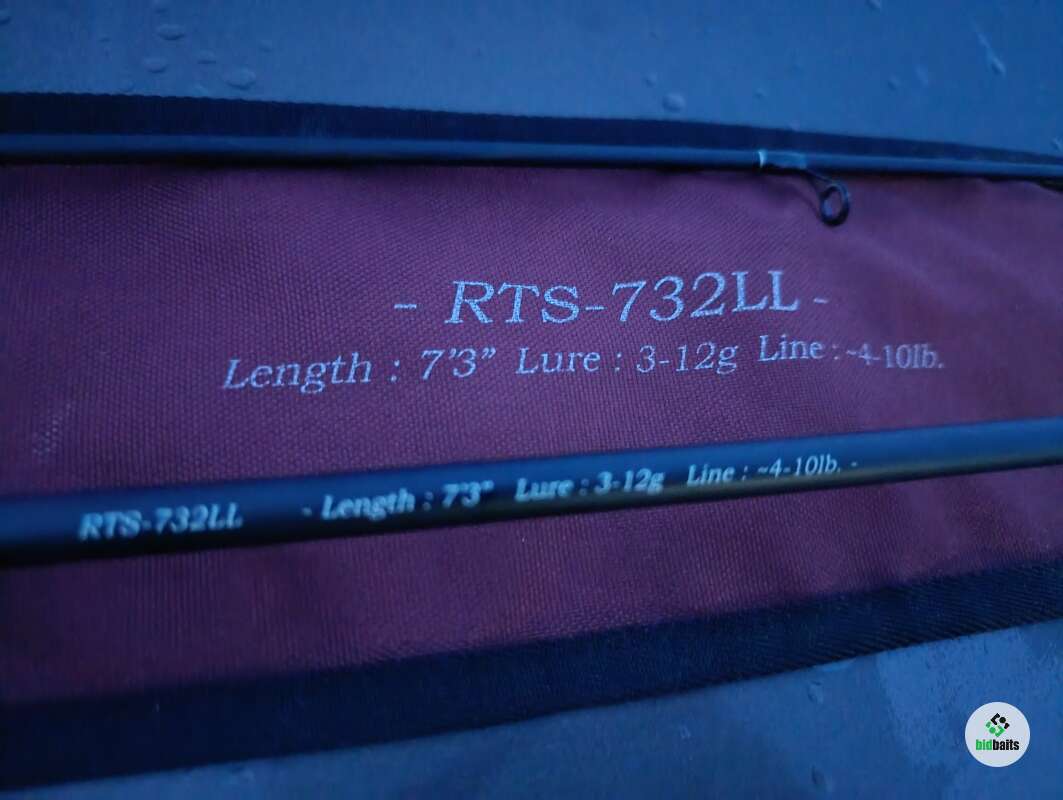 - RTS-732LL -
Length : 7'3" Lure : 3-12g Line : ~4-10lb.
RTS-732LL - Length : 7'3" Lure : 3-12g Line : ~4-10lb. -
bidbaits